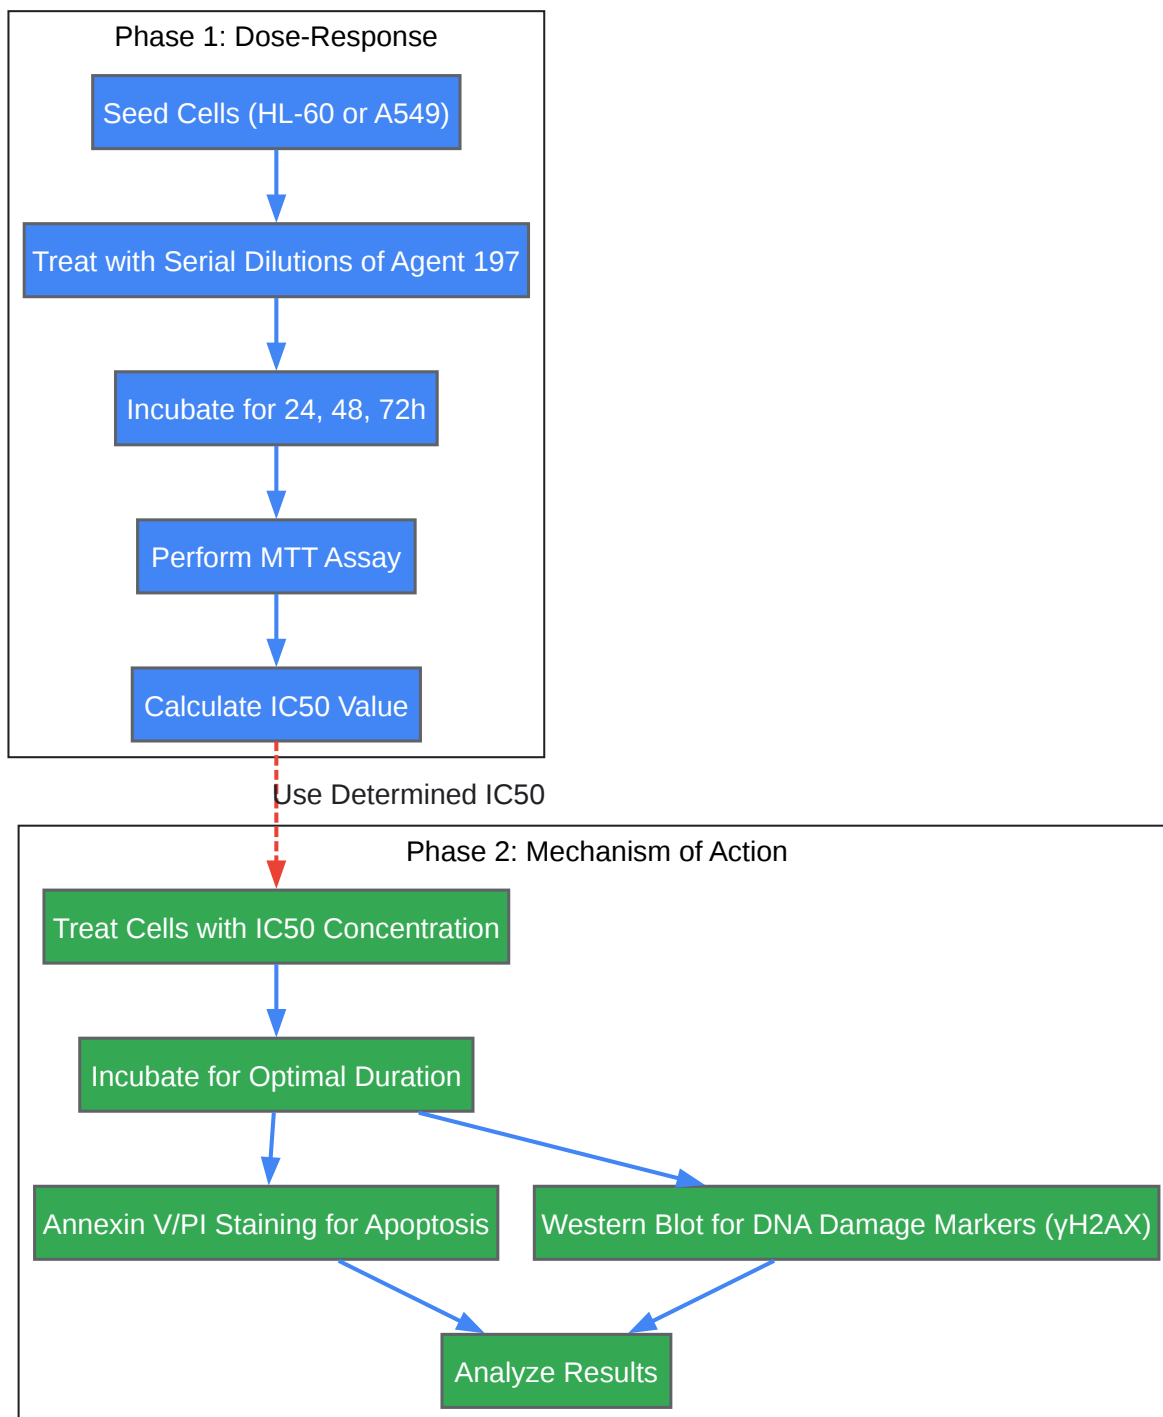 Phase 1: Dose-Response
Seed Cells (HL-60 or A549)
Treat with Serial Dilutions of Agent 197
Incubate for 24, 48, 72h
Perform MTT Assay
Calculate IC50 Value
Use Determined IC50
Phase 2: Mechanism of Action
Treat Cells with IC50 Concentration
Incubate for Optimal Duration
Annexin V/PI Staining for Apoptosis
Western Blot for DNA Damage Markers (γH2AX)
Analyze Results